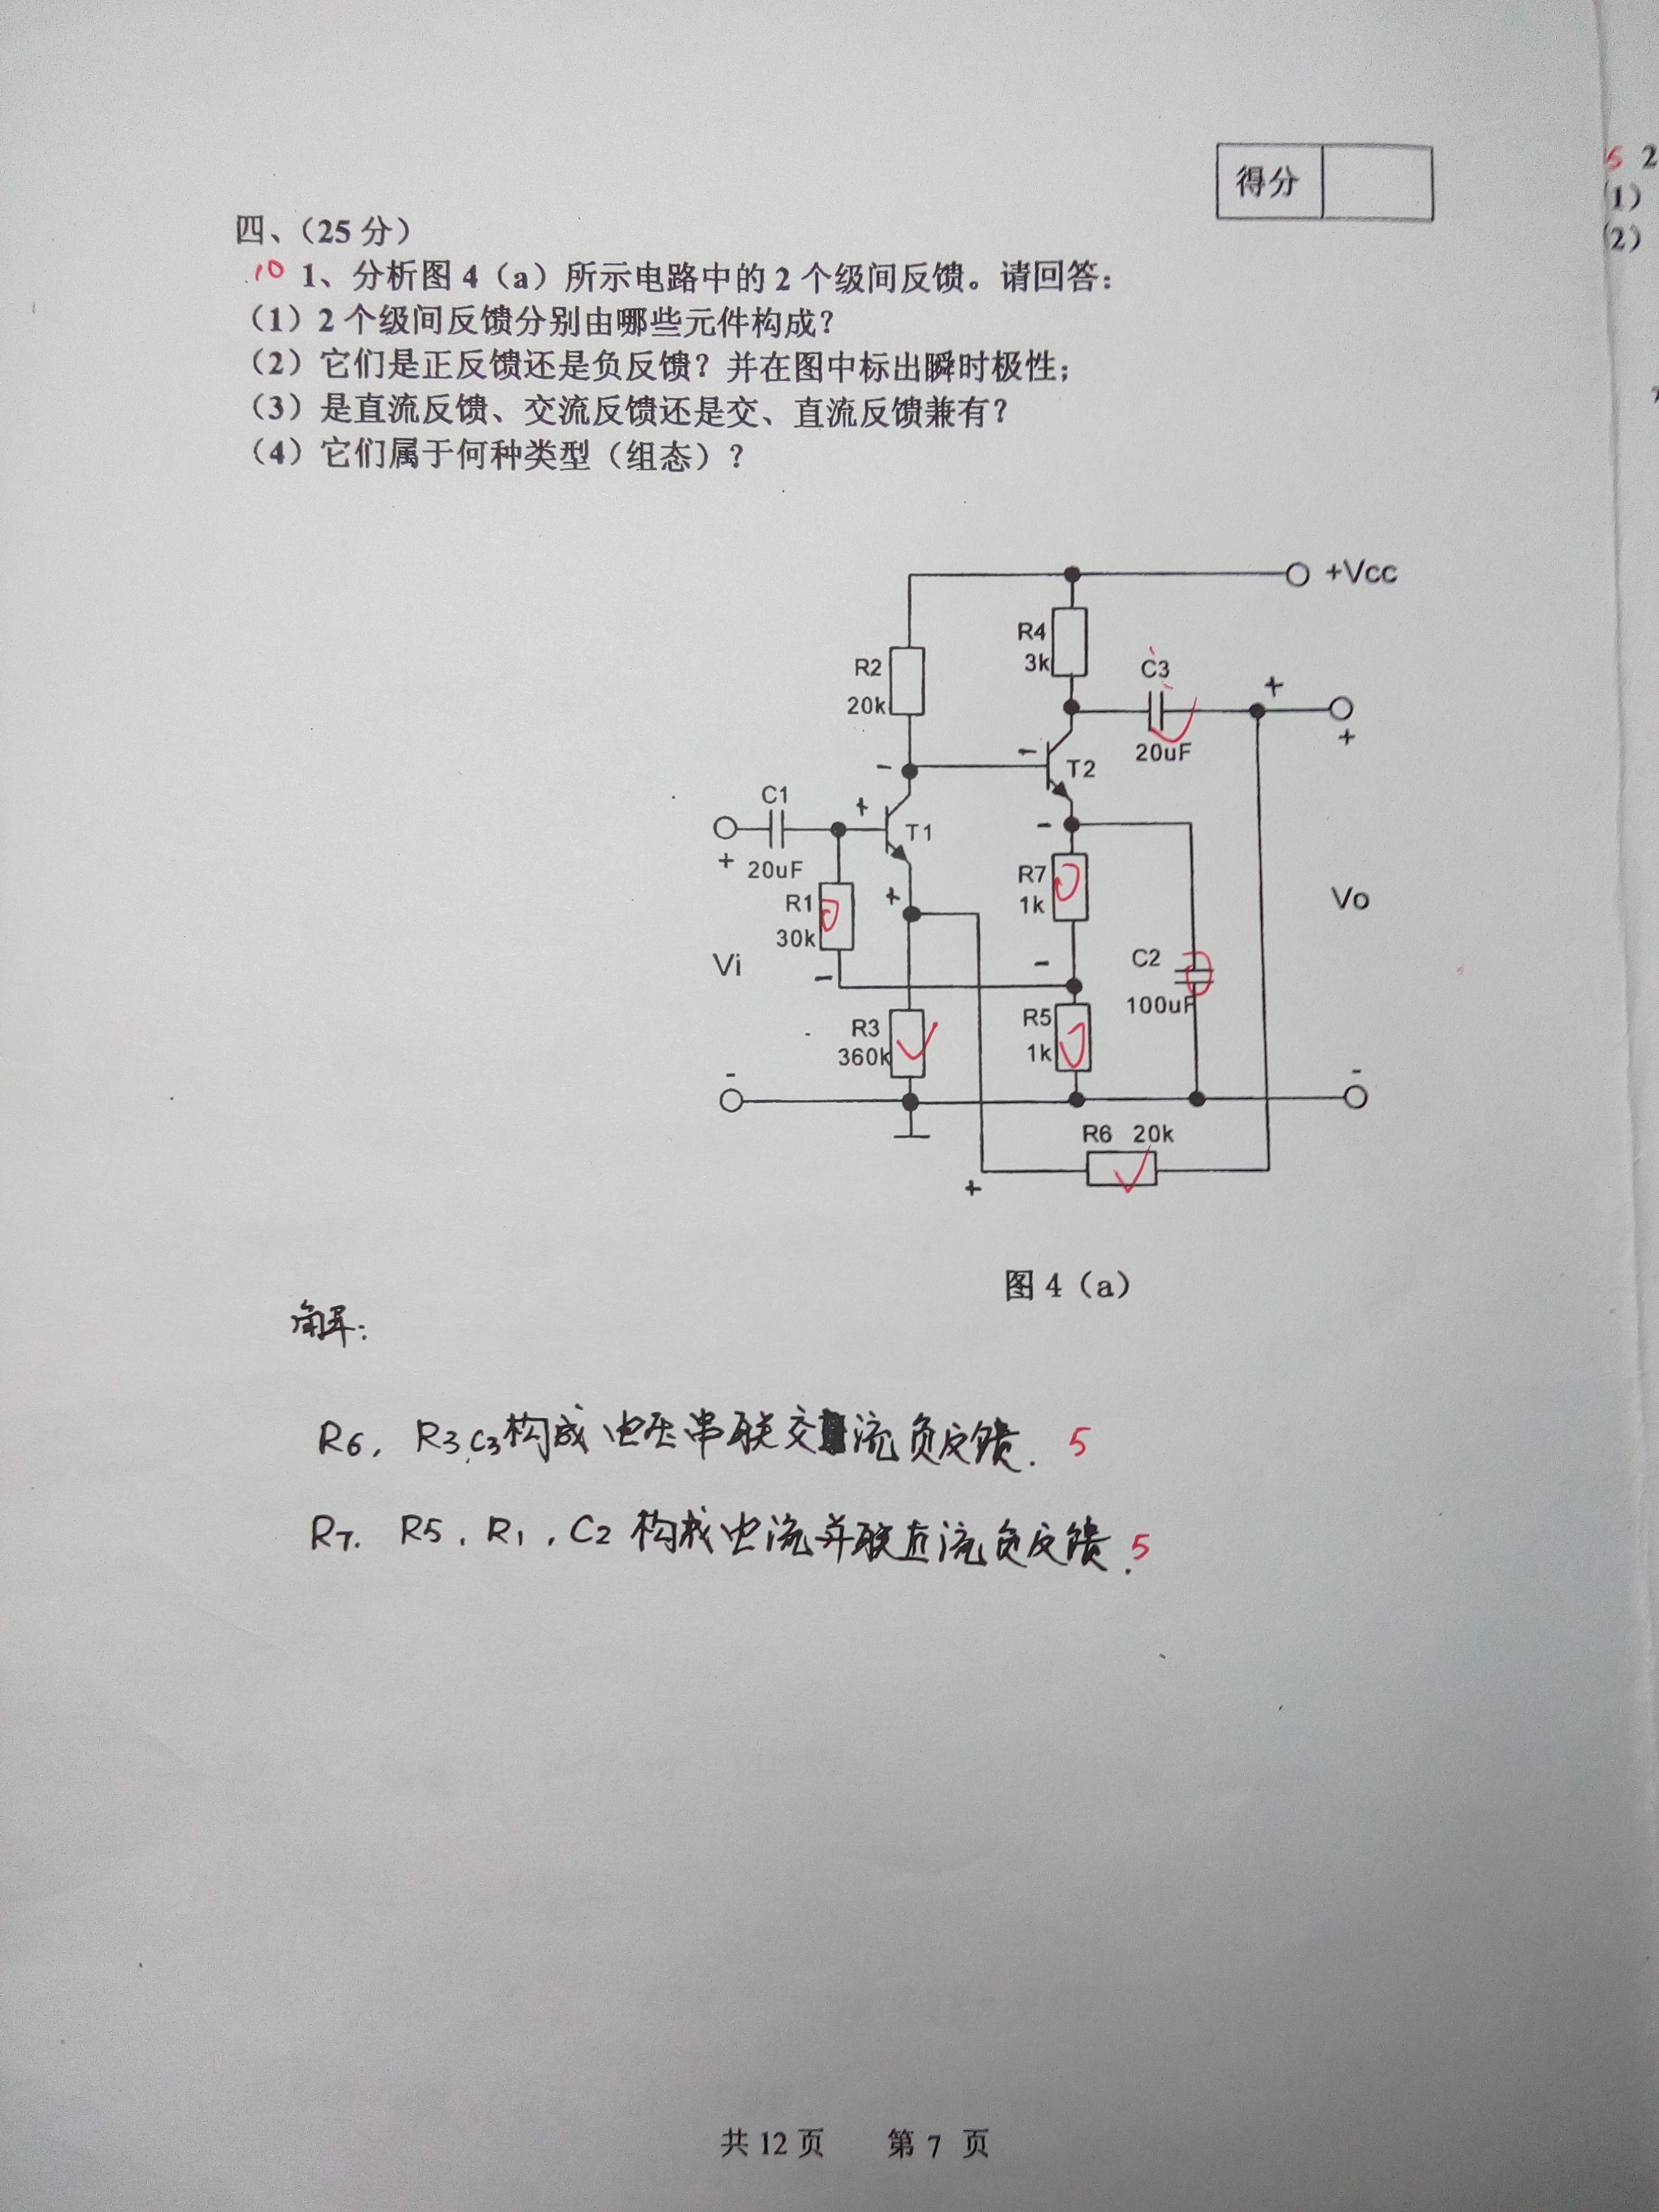 得分
5 2
(1)
(2)
四、（25 分）
10 1、分析图 4（a）所示电路中的 2 个级间反馈。请回答：
（1）2 个级间反馈分别由哪些元件构成？
（2）它们是正反馈还是负反馈？并在图中标出瞬时极性；
（3）是直流反馈、交流反馈还是交、直流反馈兼有？
（4）它们属于何种类型（组态）？
+Vcc
R4
3k
C3
R2
20k
+
+
20uF
-
-
T2
C1
+
T1
-
+
20uF
R7
1k
+
R1
30k
Vo
Vi
-
-
C2
100uF
R3
360k
R5
1k
-
-
R6 20k
+
图 4（a）
解：
R6, R3,C3构成电压串联交流负反馈. 5
R7. R5, R1, C2 构成电流并联直流负反馈. 5
共 12 页 第 7 页